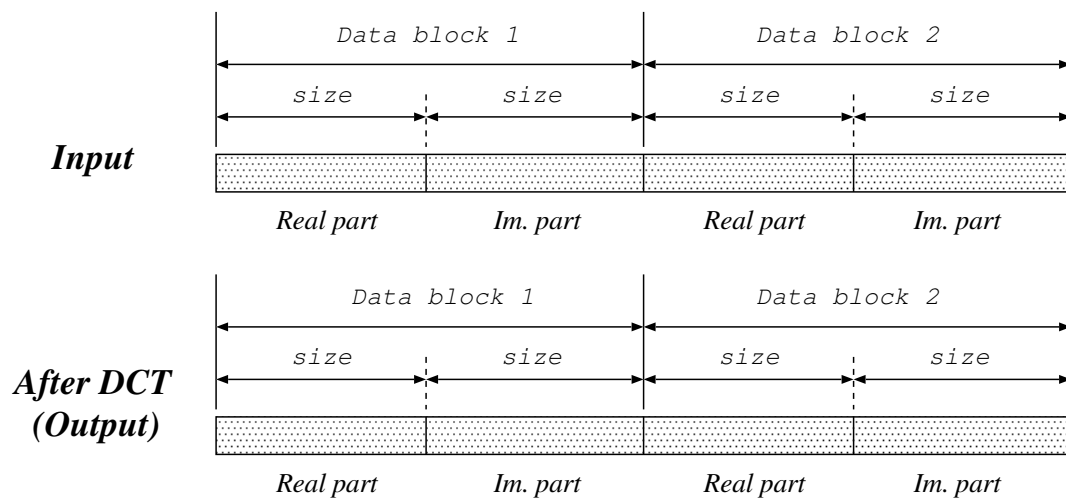 Data block 1 Data block 2
size size size size
Input
Real part Im. part Real part Im. part
Data block 1 Data block 2
size size size size
After DCT
(Output)
Real part Im. part Real part Im. part